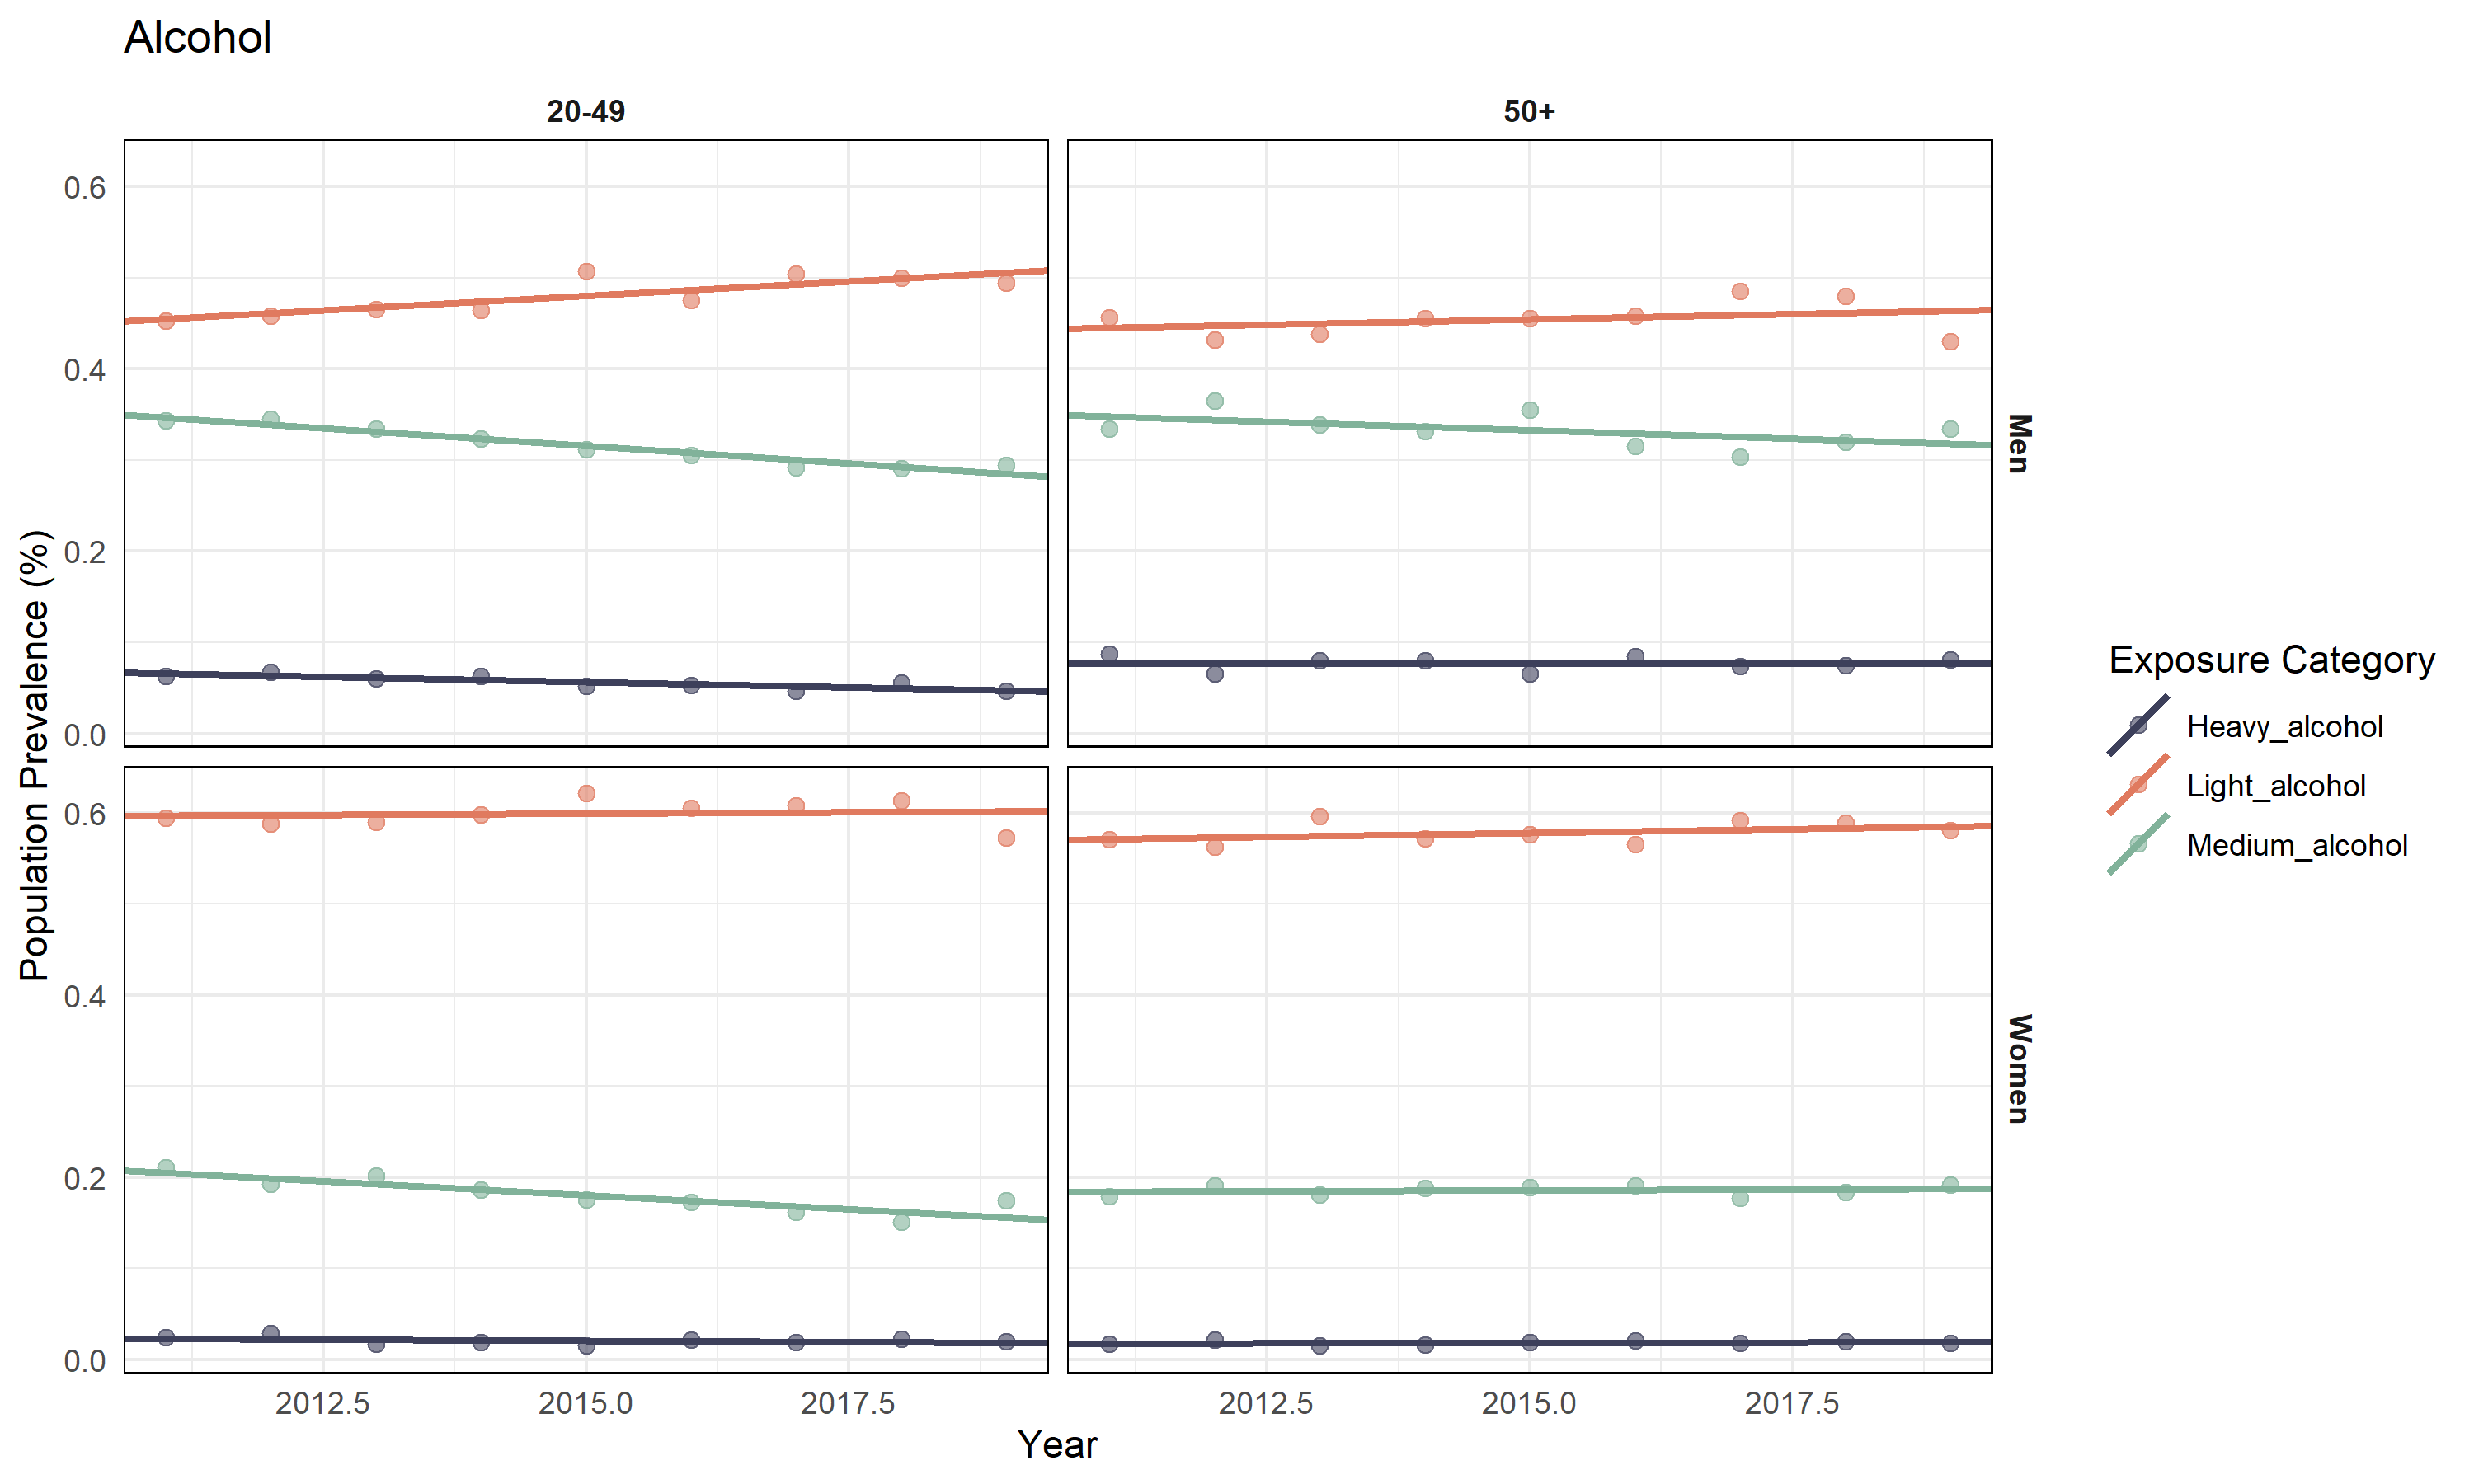 Alcohol
20-49
50+
0.6
0.4
0.2
0.0
Men
0.6
0.4
0.2
0.0
Women
Population Prevalence (%)
2012.5
2015.0
2017.5
2012.5
2015.0
2017.5
Year
Exposure Category
Heavy_alcohol
Light_alcohol
Medium_alcohol